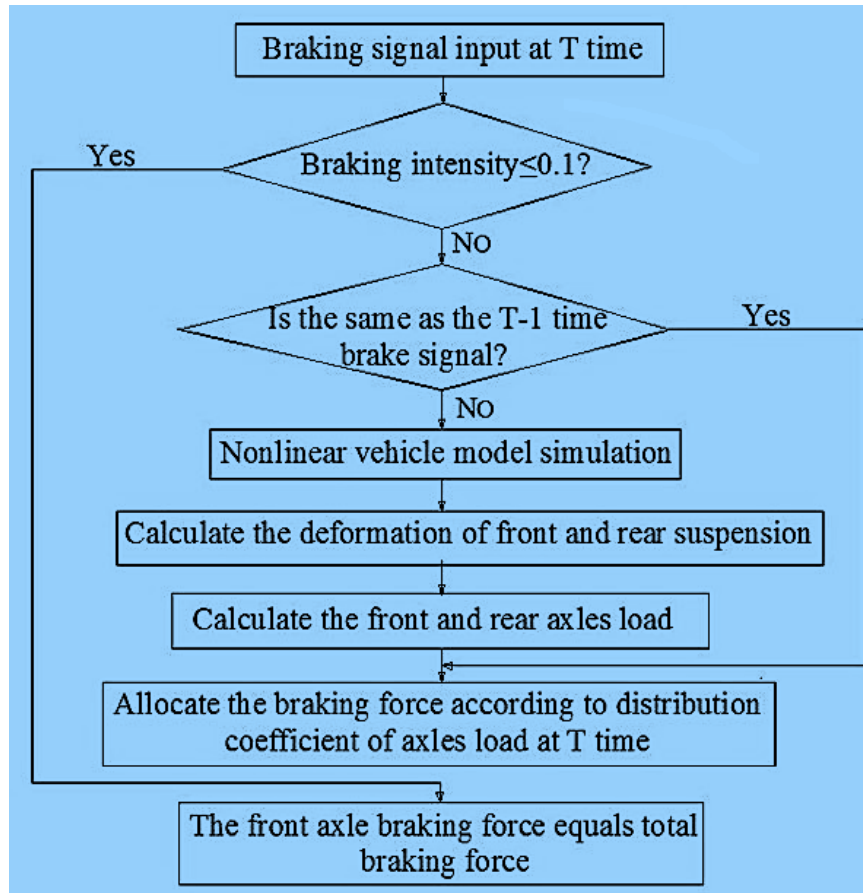 Braking signal input at T time
Yes
Braking intensity≤0.1?
No
Is the same as the T-1 time
brake signal?
Yes
No
Nonlinear vehicle model simulation
Calculate the deformation of front and rear suspension
Calculate the front and rear axles load
Allocate the braking force according to distribution
coefficient of axles load at T time
The front axle braking force equals total
braking force